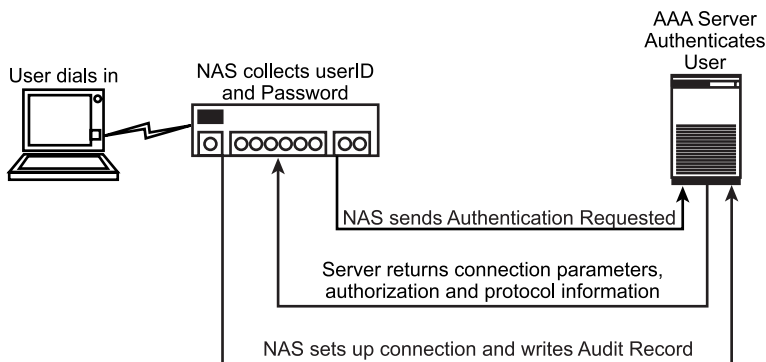 User dials in
NAS collects userID
and Password
AAA Server
Authenticates
User
NAS sends Authentication Requested
Server returns connection parameters,
authorization and protocol information
NAS sets up connection and writes Audit Record